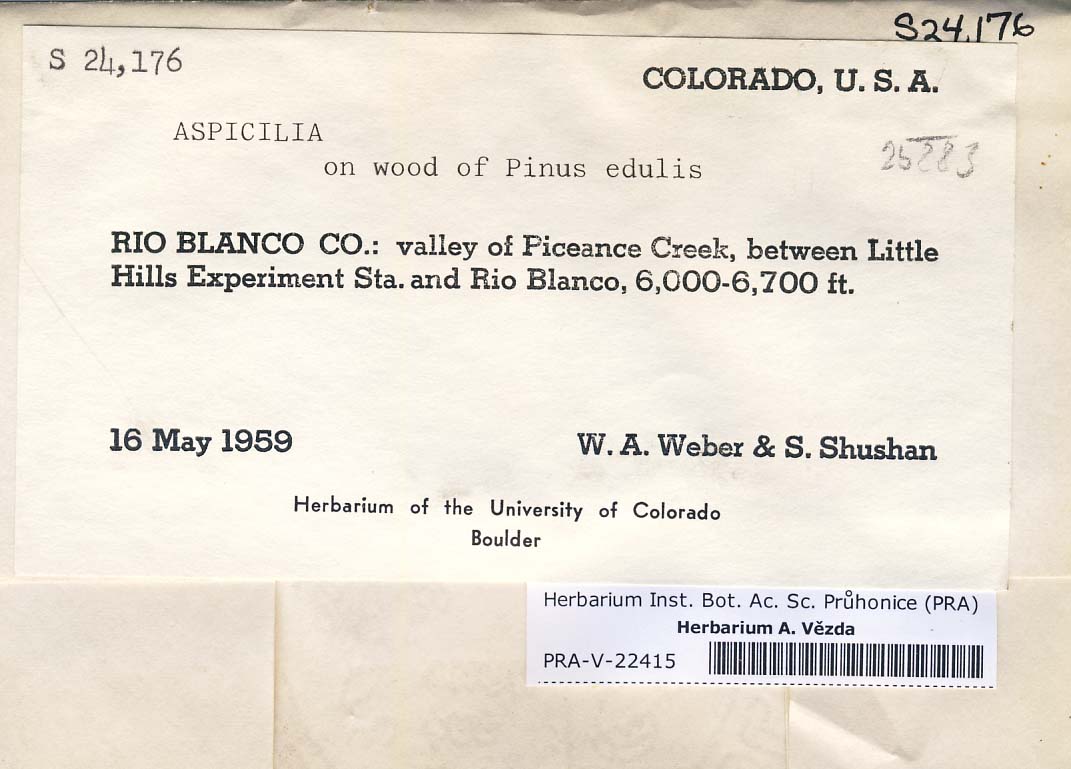 S24,176
S 24,176
COLORADO, U. S. A.
ASPICILIA
on wood of Pinus edulis
25883
RIO BLANCO CO.: valley of Piceance Creek, between Little
Hills Experiment Sta. and Rio Blanco, 6,000-6,700 ft.
16 May 1959
W. A. Weber & S. Shushan
Herbarium of the University of Colorado
Boulder
Herbarium Inst. Bot. Ac. Sc. Průhonice (PRA)
Herbarium A. Vězda
PRA-V-22415